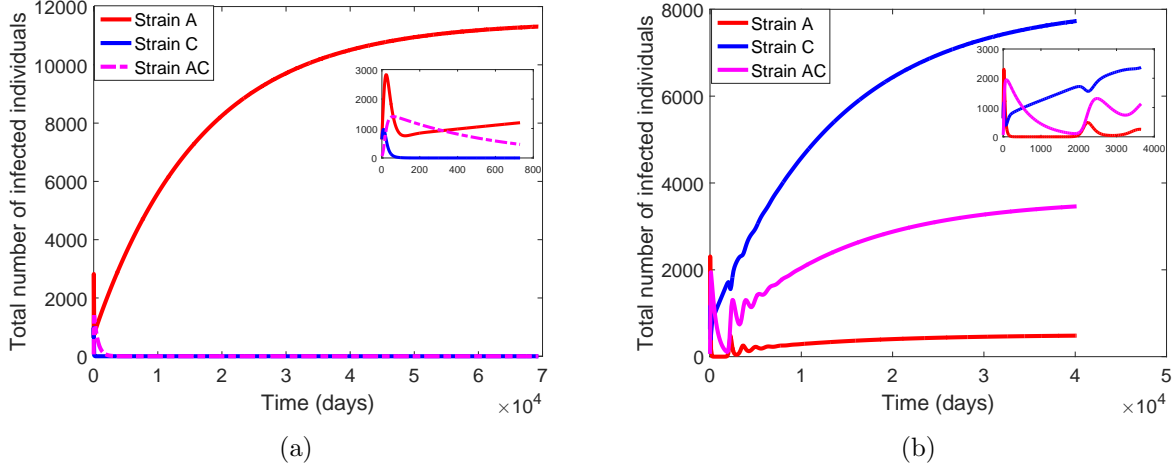 Strain A
Strain C
Strain AC
Total number of infected individuals
12000
10000
8000
6000
4000
2000
0
3000
2000
1000
0
0 200 400 600 800
0 1 2 3 4 5 6 7
Time (days)
×10^4
(a)
Strain A
Strain C
Strain AC
Total number of infected individuals
8000
6000
4000
2000
0
3000
2000
1000
0
0 1000 2000 3000 4000
0 1 2 3 4 5
Time (days)
×10^4
(b)